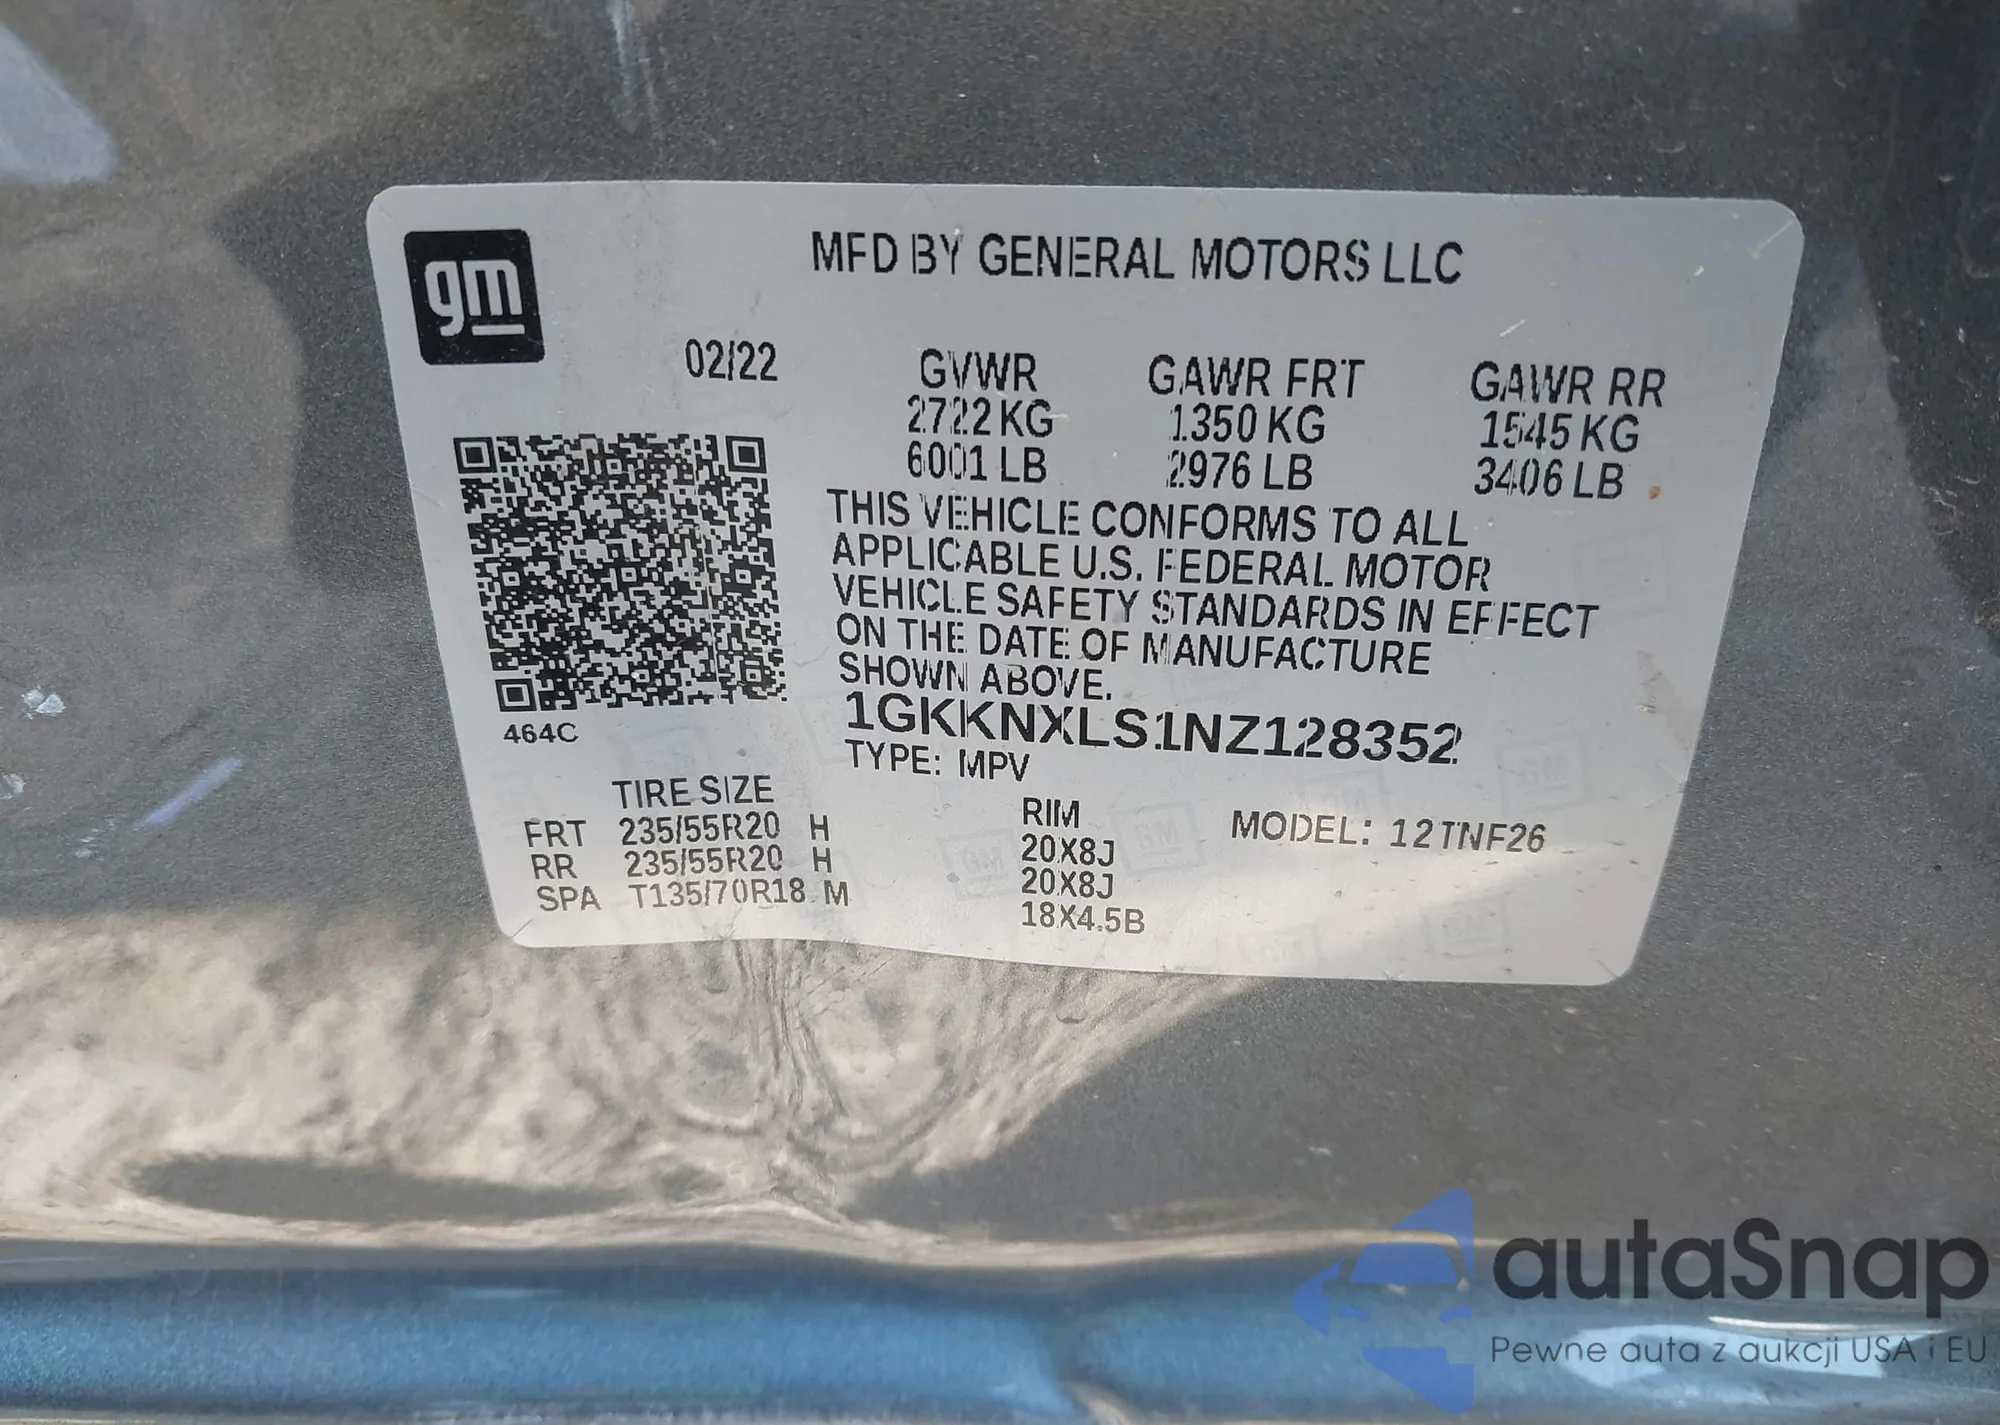 gm
MFD BY GENERAL MOTORS LLC
02/22
GVWR GAWR FRT GAWR RR
2722 KG 1350 KG 1545 KG
6001 LB 2976 LB 3406 LB
THIS VEHICLE CONFORMS TO ALL
APPLICABLE U.S. FEDERAL MOTOR
VEHICLE SAFETY STANDARDS IN EFFECT
ON THE DATE OF MANUFACTURE
SHOWN ABOVE.
1GKKNXLS1NZ128352
464C
TYPE: MPV
TIRE SIZE RIM MODEL: 12TNF26
FRT 235/55R20 H 20X8J
RR 235/55R20 H 20X8J
SPA T135/70R18 M 18X4.5B
autaSnap
Pewne auta z aukcji USA i EU